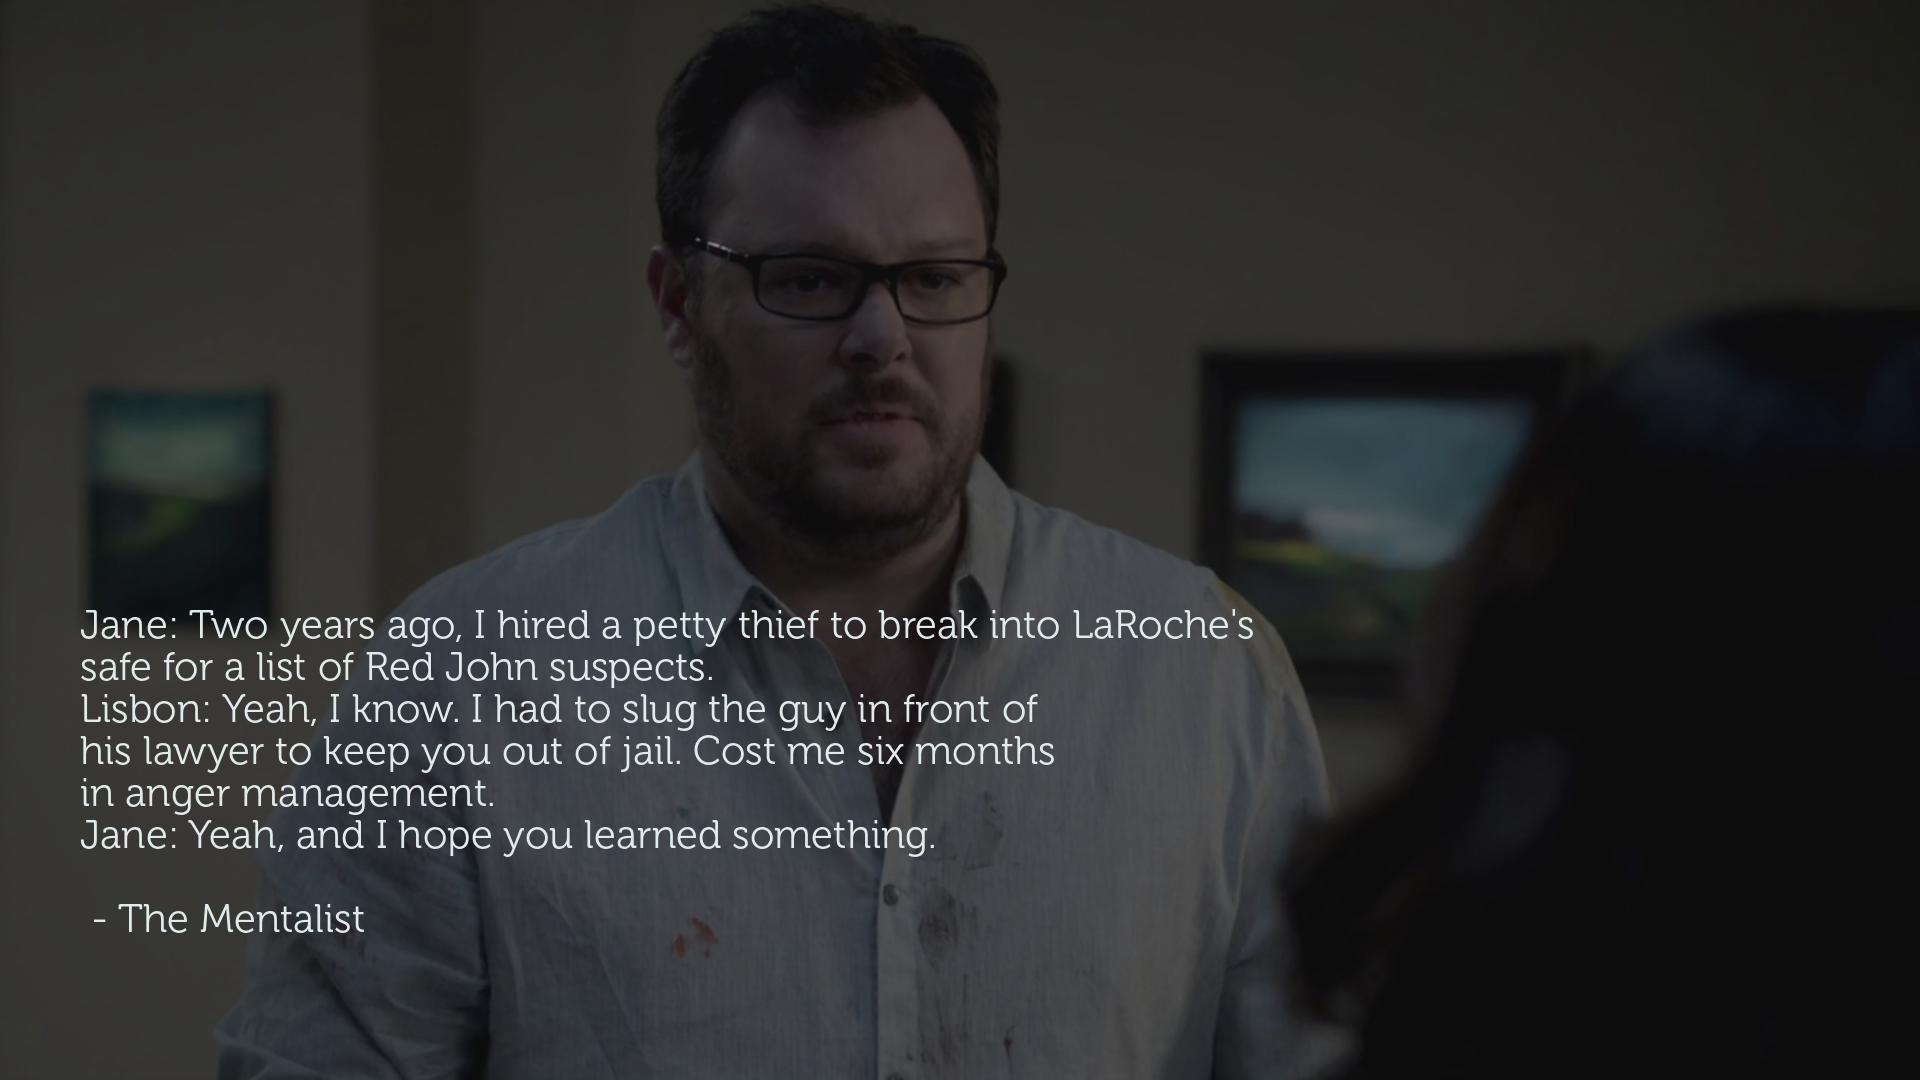 Jane: Two years ago, I hired a petty thief to break into LaRoche's
safe for a list of Red John suspects.
Lisbon: Yeah, I know. I had to slug the guy in front of
his lawyer to keep you out of jail. Cost me six months
in anger management.
Jane: Yeah, and I hope you learned something.
- The Mentalist